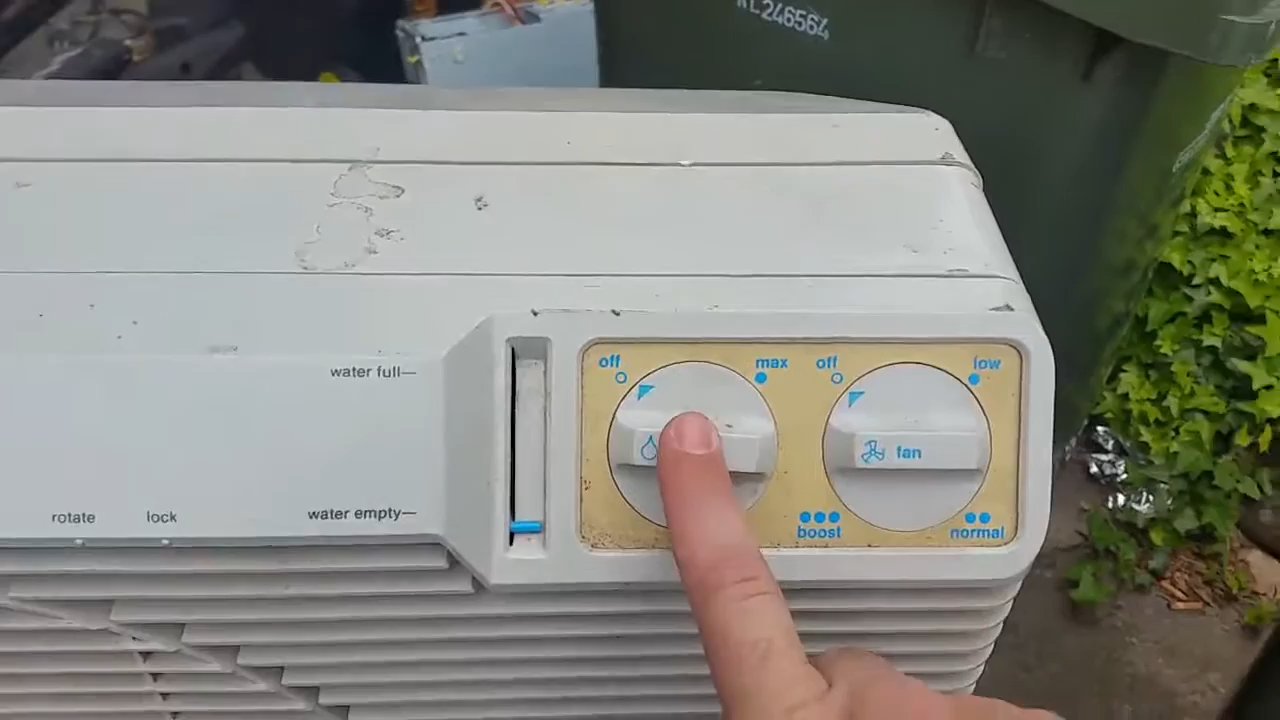 KL246564
off
max
off
low
water full
fan
rotate
lock
water empty
boost
normal